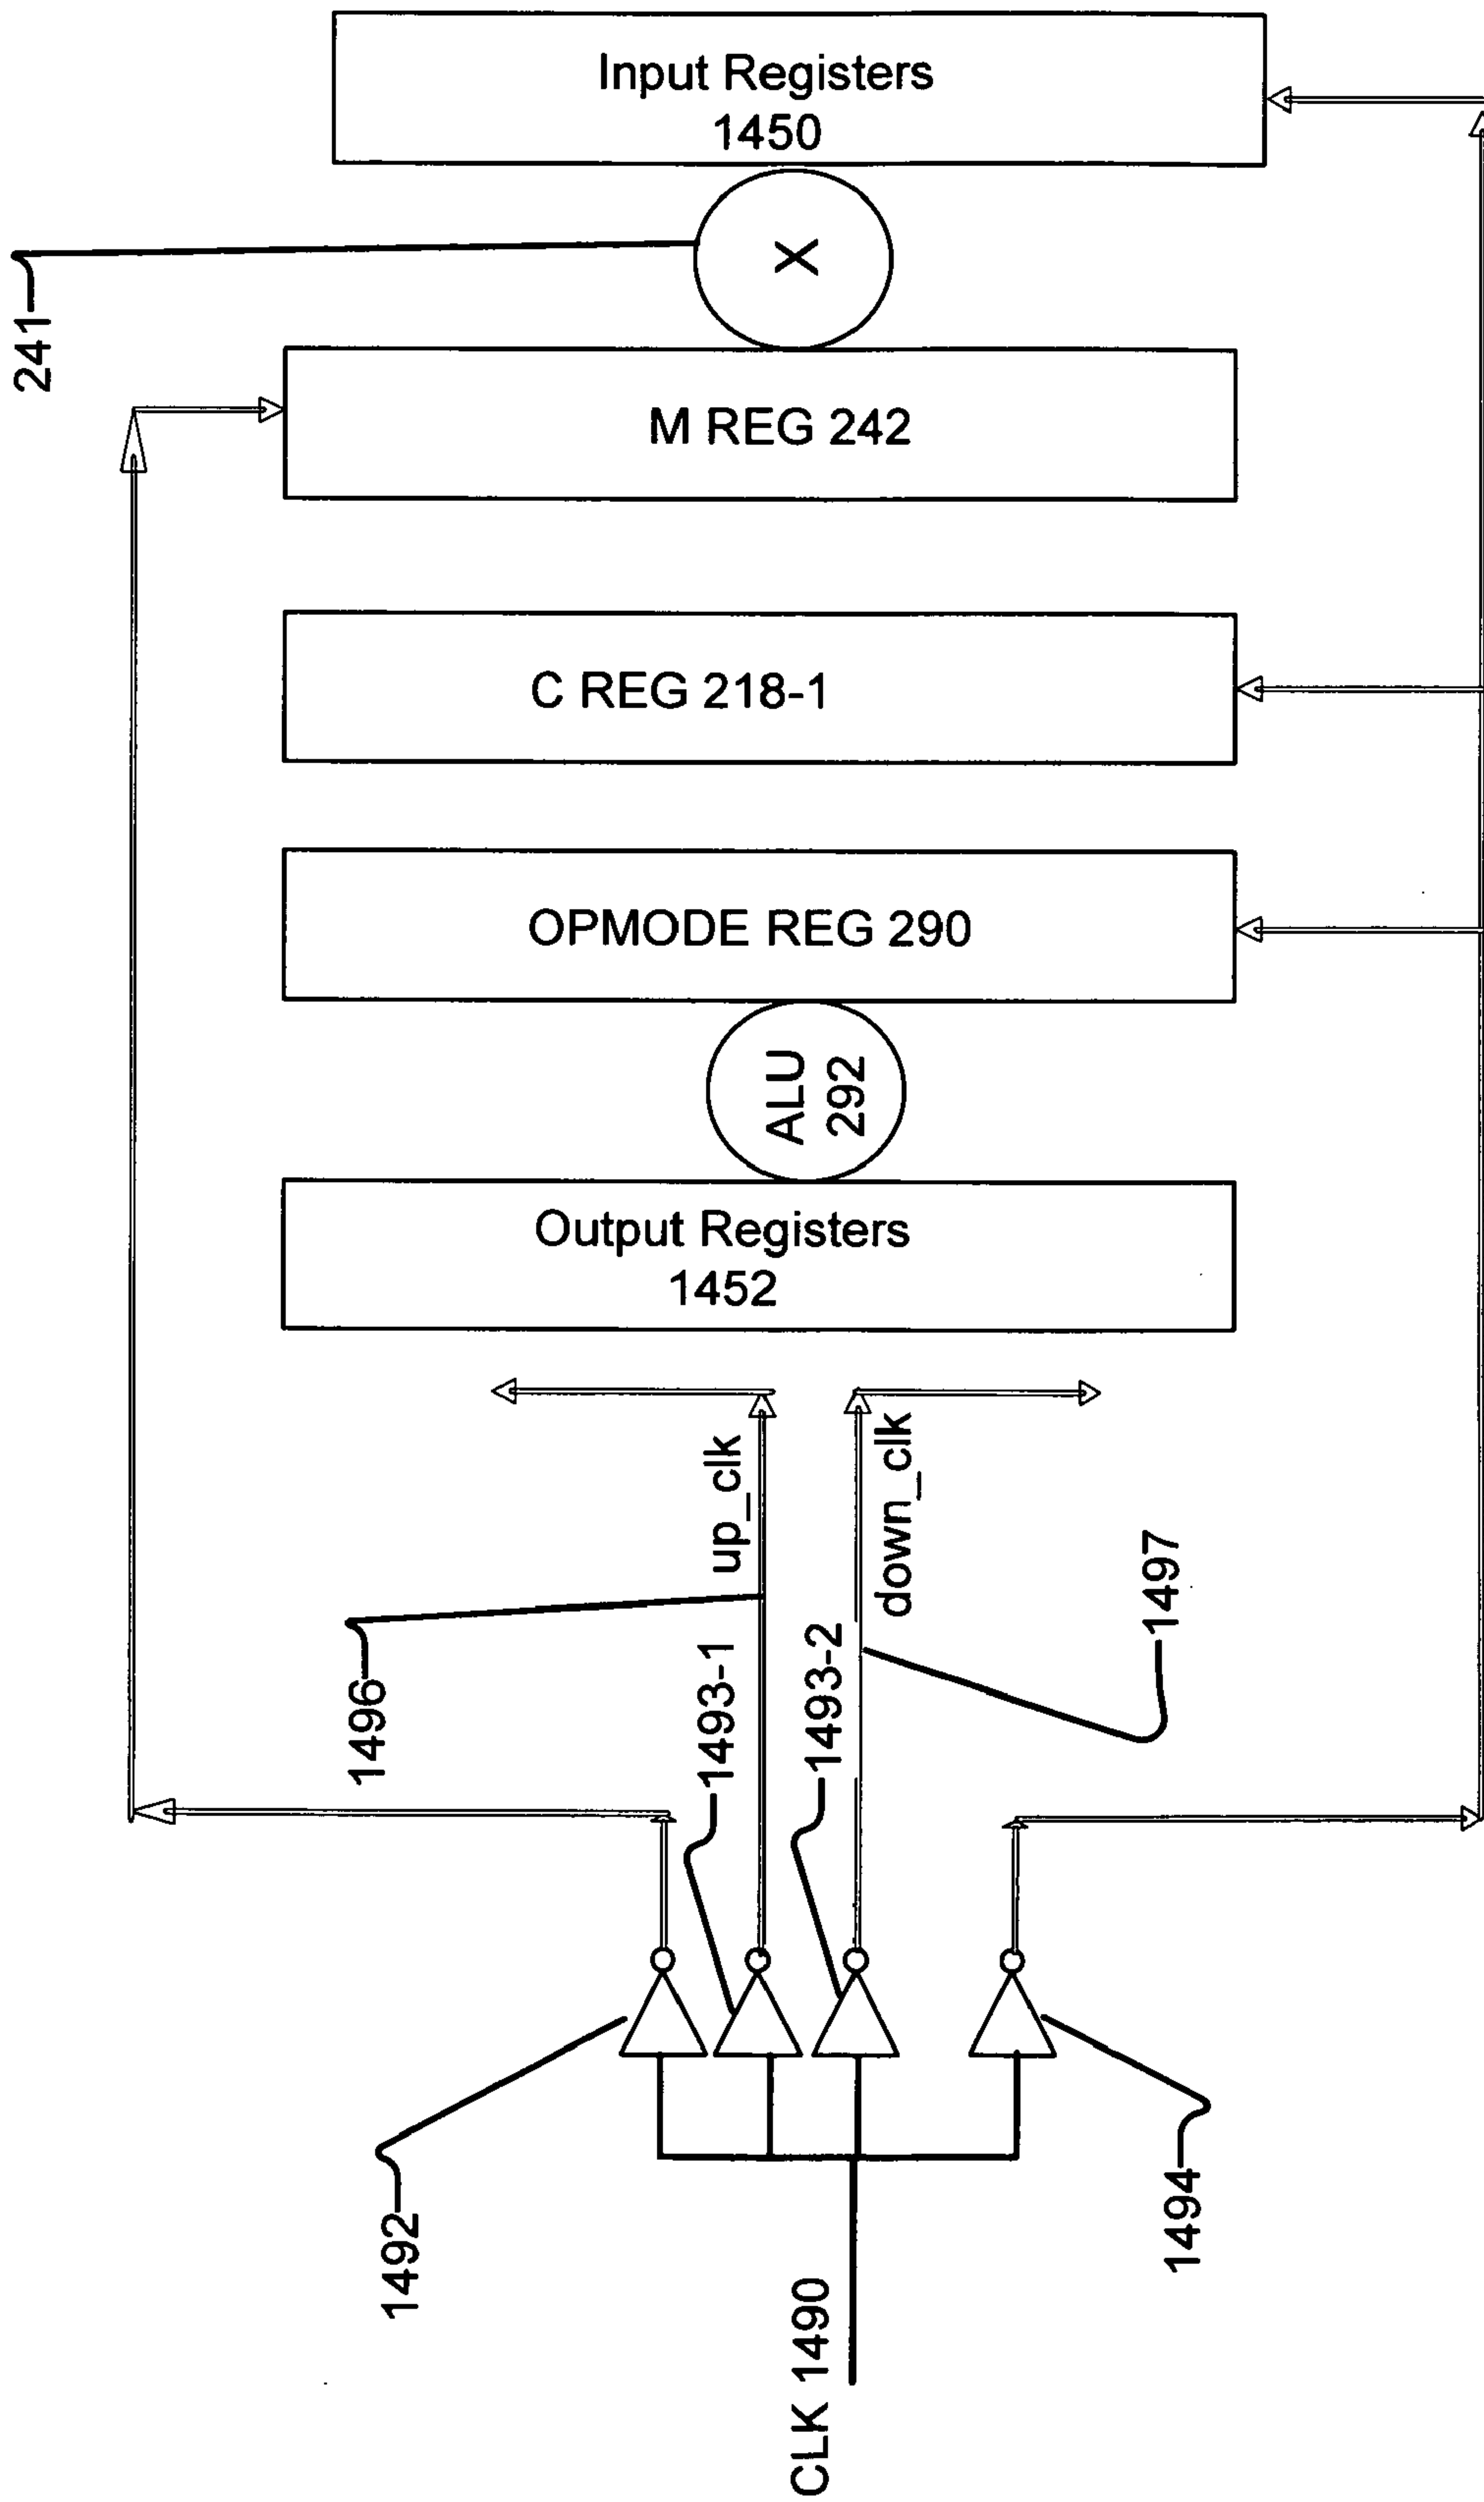 Input Registers
1450
X
241
M REG 242
C REG 218-1
OPMODE REG 290
ALU
292
Output Registers
1452
up_clk
down_clk
1496
1493-1
1493-2
1497
1492
1494
CLK 1490